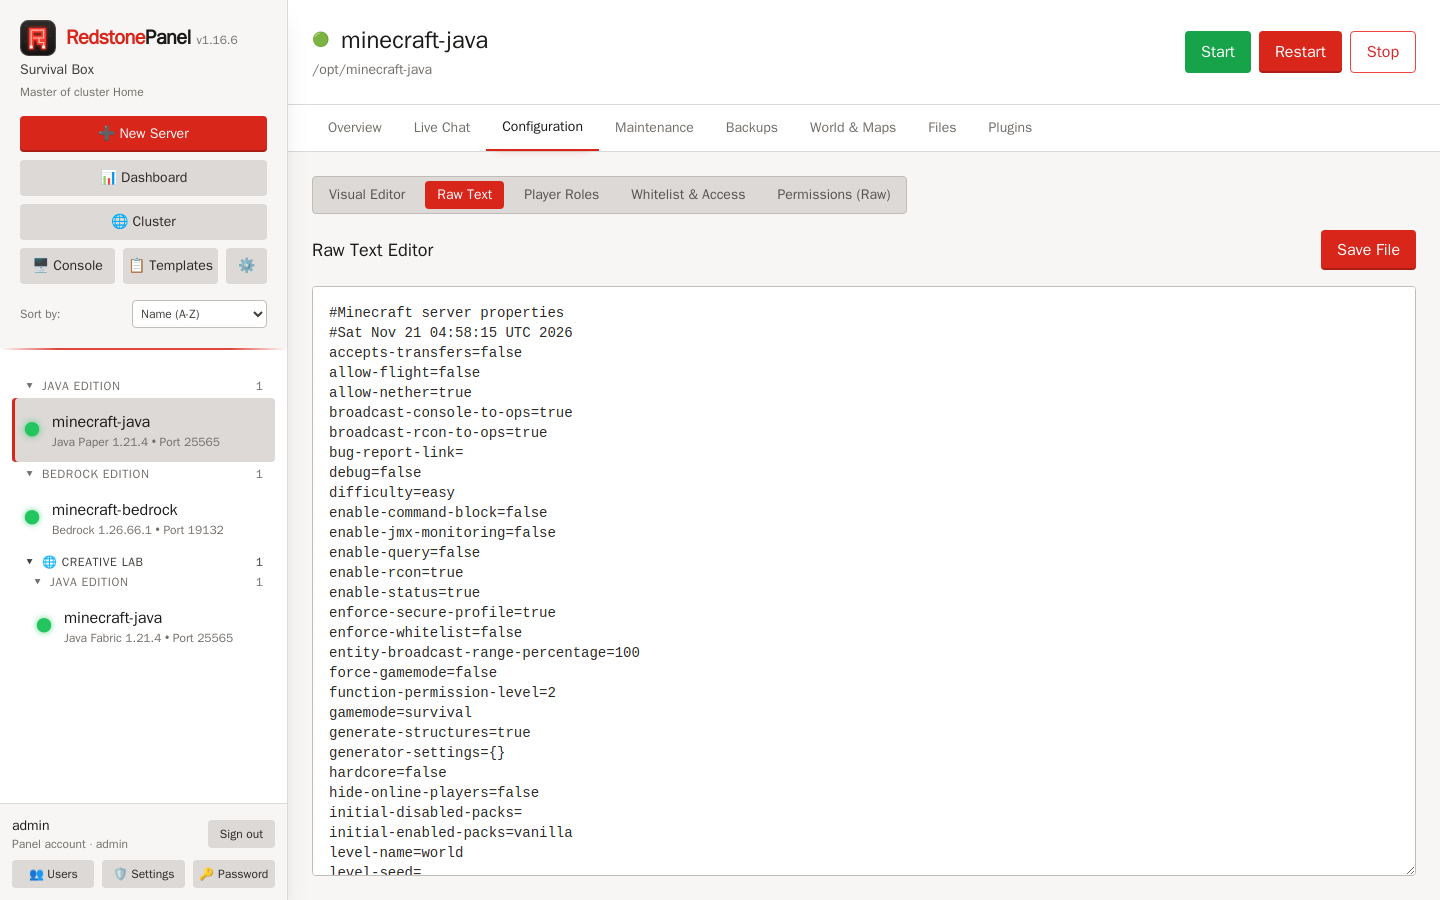 RedstonePanel v1.16.6
Survival Box
Master of cluster Home
➕ New Server
📊 Dashboard
🌐 Cluster
🖥️ Console
📋 Templates
⚙️
Sort by:
Name (A-Z)
▼ JAVA EDITION 1
minecraft-java
Java Paper 1.21.4 • Port 25565
▼ BEDROCK EDITION 1
minecraft-bedrock
Bedrock 1.26.66.1 • Port 19132
▼ 🌐 CREATIVE LAB 1
▼ JAVA EDITION 1
minecraft-java
Java Fabric 1.21.4 • Port 25565
admin
Panel account · admin
Sign out
👥 Users
🛡️ Settings
🔑 Password
minecraft-java
/opt/minecraft-java
Start
Restart
Stop
Overview
Live Chat
Configuration
Maintenance
Backups
World & Maps
Files
Plugins
Visual Editor
Raw Text
Player Roles
Whitelist & Access
Permissions (Raw)
Raw Text Editor
Save File
#Minecraft server properties
#Sat Nov 21 04:58:15 UTC 2026
accepts-transfers=false
allow-flight=false
allow-nether=true
broadcast-console-to-ops=true
broadcast-rcon-to-ops=true
bug-report-link=
debug=false
difficulty=easy
enable-command-block=false
enable-jmx-monitoring=false
enable-query=false
enable-rcon=true
enable-status=true
enforce-secure-profile=true
enforce-whitelist=false
entity-broadcast-range-percentage=100
force-gamemode=false
function-permission-level=2
gamemode=survival
generate-structures=true
generator-settings={}
hardcore=false
hide-online-players=false
initial-disabled-packs=
initial-enabled-packs=vanilla
level-name=world
level-seed=